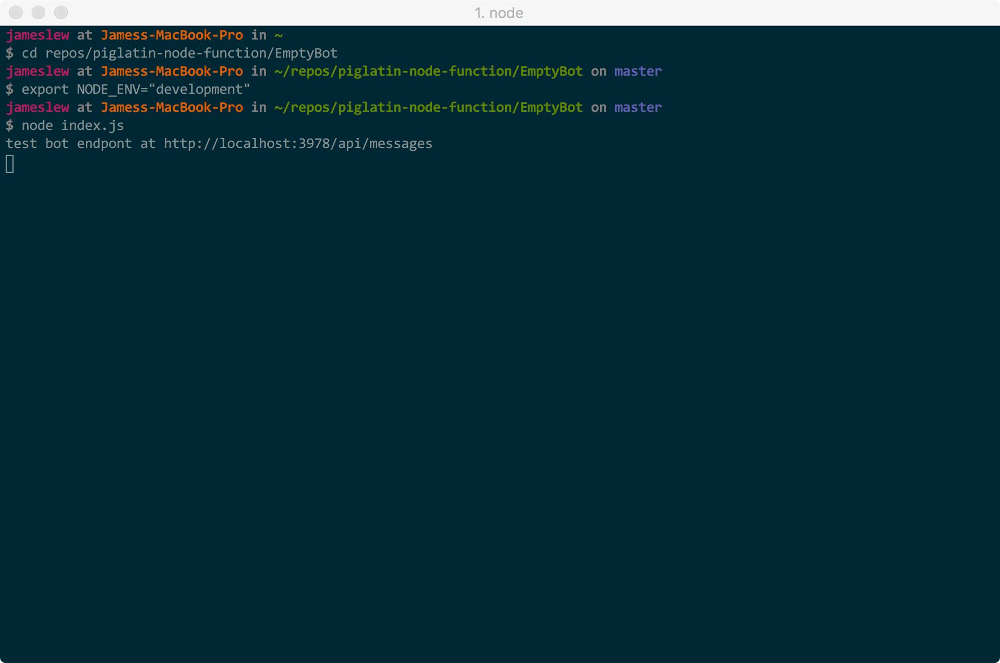 1. node
jameslew at Jamess-MacBook-Pro in ~
$ cd repos/piglatin-node-function/EmptyBot
jameslew at Jamess-MacBook-Pro in ~/repos/piglatin-node-function/EmptyBot on master
$ export NODE_ENV="development"
jameslew at Jamess-MacBook-Pro in ~/repos/piglatin-node-function/EmptyBot on master
$ node index.js
test bot endpont at http://localhost:3978/api/messages